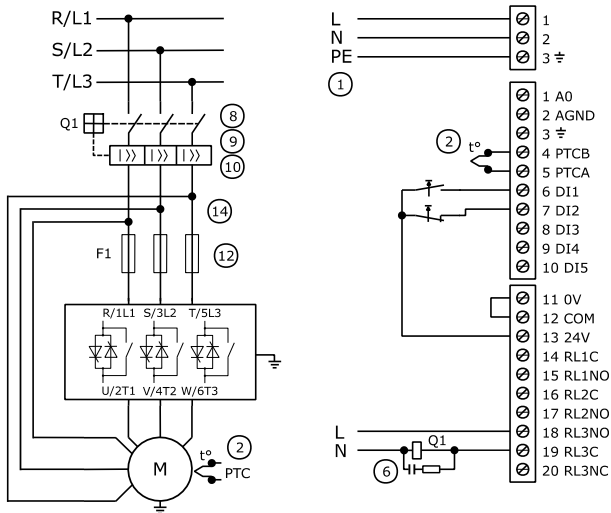 R/L1
S/L2
T/L3
Q1
8
9
10
14
F1
12
R/1L1 S/3L2 T/5L3
U/2T1 V/4T2 W/6T3
M
t°
PTC
2
L
N
PE
1
1
2
3
1 A0
2 AGND
3
4 PTCB
5 PTCA
6 DI1
7 DI2
8 DI3
9 DI4
10 DI5
2
t°
11 0V
12 COM
13 24V
14 RL1C
15 RL1NO
16 RL2C
17 RL2NO
18 RL3NO
19 RL3C
20 RL3NC
L
N
Q1
6